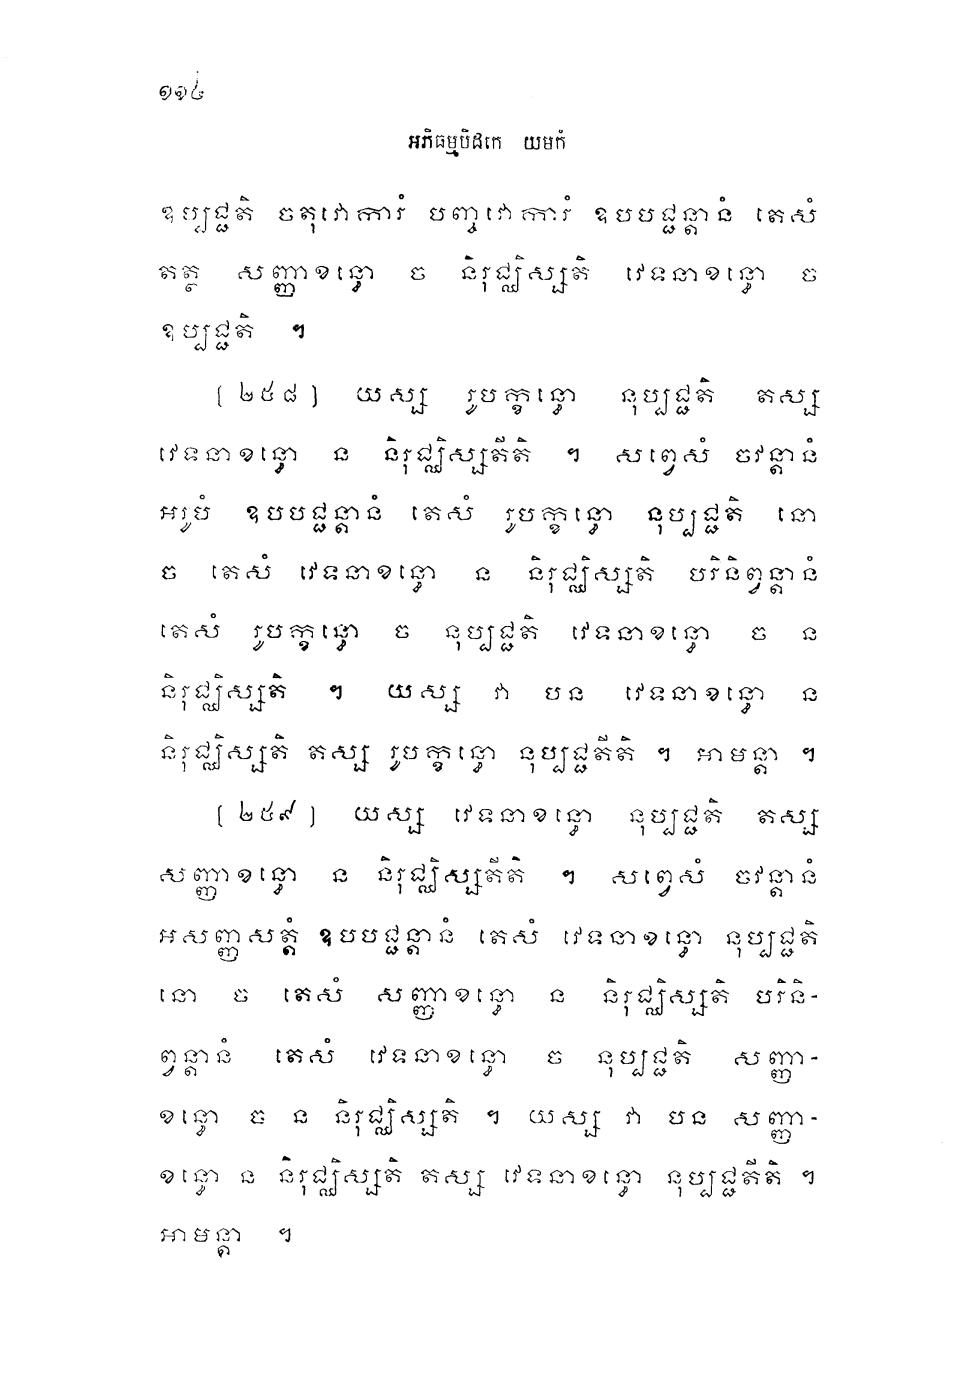 ១១៤
អភិធម្មបិដកេ យមកំ
ឧប្បជ្ជតិ ចតុវោការំ បញ្ចវោការំ ឧបបជ្ជន្តានំ តេសំ
តត្ថ សញ្ញាខន្ធោ ច និរុជ្ឈិស្សតិ វេទនាខន្ធោ ច
ឧប្បជ្ជតិ ។
[២៥៨] យស្ស រូបក្ខន្ធោ នុប្បជ្ជតិ តស្ស
វេទនាខន្ធោ ន និរុជ្ឈិស្សតីតិ ។ សព្វេសំ ចវន្តានំ
អរូបំ ឧបបជ្ជន្តានំ តេសំ រូបក្ខន្ធោ នុប្បជ្ជតិ នោ
ច តេសំ វេទនាខន្ធោ ន និរុជ្ឈិស្សតិ បរិនិព្វន្តានំ
តេសំ រូបក្ខន្ធោ ច នុប្បជ្ជតិ វេទនាខន្ធោ ច ន
និរុជ្ឈិស្សតិ ។ យស្ស វា បន វេទនាខន្ធោ ន
និរុជ្ឈិស្សតិ តស្ស រូបក្ខន្ធោ នុប្បជ្ជតីតិ ។ អាមន្តា ។
[២៥៩] យស្ស វេទនាខន្ធោ នុប្បជ្ជតិ តស្ស
សញ្ញាខន្ធោ ន និរុជ្ឈិស្សតីតិ ។ សព្វេសំ ចវន្តានំ
អសញ្ញសត្តំ ឧបបជ្ជន្តានំ តេសំ វេទនាខន្ធោ នុប្បជ្ជតិ
នោ ច តេសំ សញ្ញាខន្ធោ ន និរុជ្ឈិស្សតិ បរិនិ-
ព្វន្តានំ តេសំ វេទនាខន្ធោ ច នុប្បជ្ជតិ សញ្ញា-
ខន្ធោ ច ន និរុជ្ឈិស្សតិ ។ យស្ស វា បន សញ្ញា-
ខន្ធោ ន និរុជ្ឈិស្សតិ តស្ស វេទនាខន្ធោ នុប្បជ្ជតីតិ ។
អាមន្តា ។